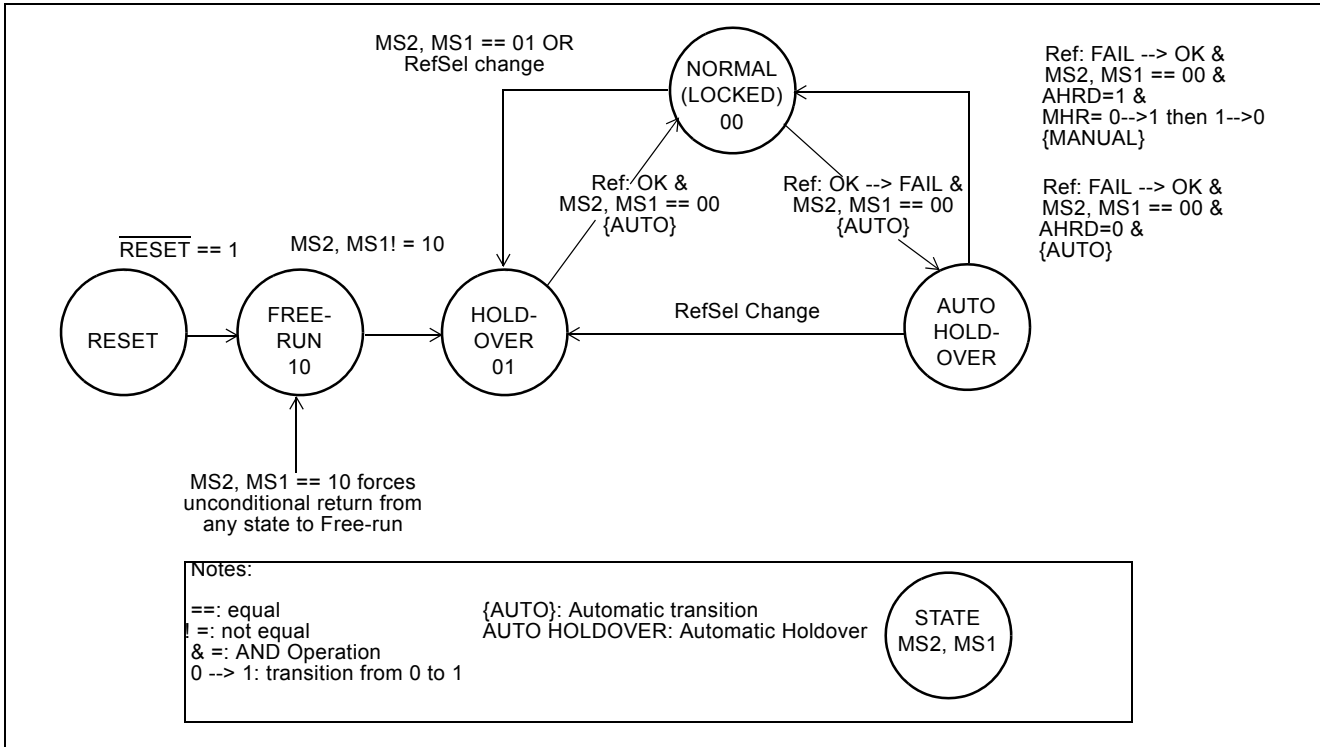 MS2, MS1 == 01 OR
RefSel change
NORMAL
(LOCKED)
00
Ref: FAIL --> OK &
MS2, MS1 == 00 &
AHRD=1 &
MHR= 0-->1 then 1-->0
{MANUAL}
Ref: OK &
MS2, MS1 == 00
{AUTO}
Ref: OK --> FAIL &
MS2, MS1 == 00
{AUTO}
Ref: FAIL --> OK &
MS2, MS1 == 00 &
AHRD=0 &
{AUTO}
RESET == 1
MS2, MS1! = 10
RESET
FREE-
RUN
10
HOLD-
OVER
01
RefSel Change
AUTO
HOLD-
OVER
MS2, MS1 == 10 forces
unconditional return from
any state to Free-run
Notes:
==: equal
! =: not equal
& =: AND Operation
0 --> 1: transition from 0 to 1
{AUTO}: Automatic transition
AUTO HOLDOVER: Automatic Holdover
STATE
MS2, MS1